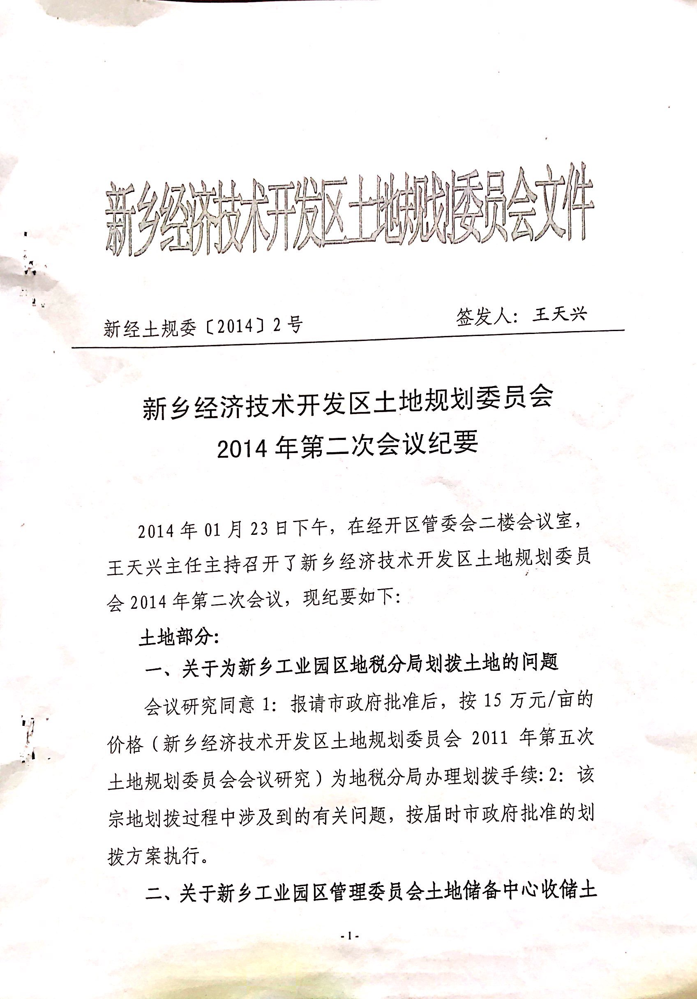 新乡经济技术开发区土地规划委员会文件
新经土规委〔2014〕2号
签发人：王天兴
新乡经济技术开发区土地规划委员会
2014年第二次会议纪要
2014年01月23日下午，在经开区管委会二楼会议室，
王天兴主任主持召开了新乡经济技术开发区土地规划委员
会2014年第二次会议，现纪要如下：
土地部分：
一、关于为新乡工业园区地税分局划拨土地的问题
会议研究同意1：报请市政府批准后，按15万元/亩的
价格（新乡经济技术开发区土地规划委员会 2011 年第五次
土地规划委员会会议研究）为地税分局办理划拨手续：2：该
宗地划拨过程中涉及到的有关问题，按届时市政府批准的划
拨方案执行。
二、关于新乡工业园区管理委员会土地储备中心收储土
- 1 -